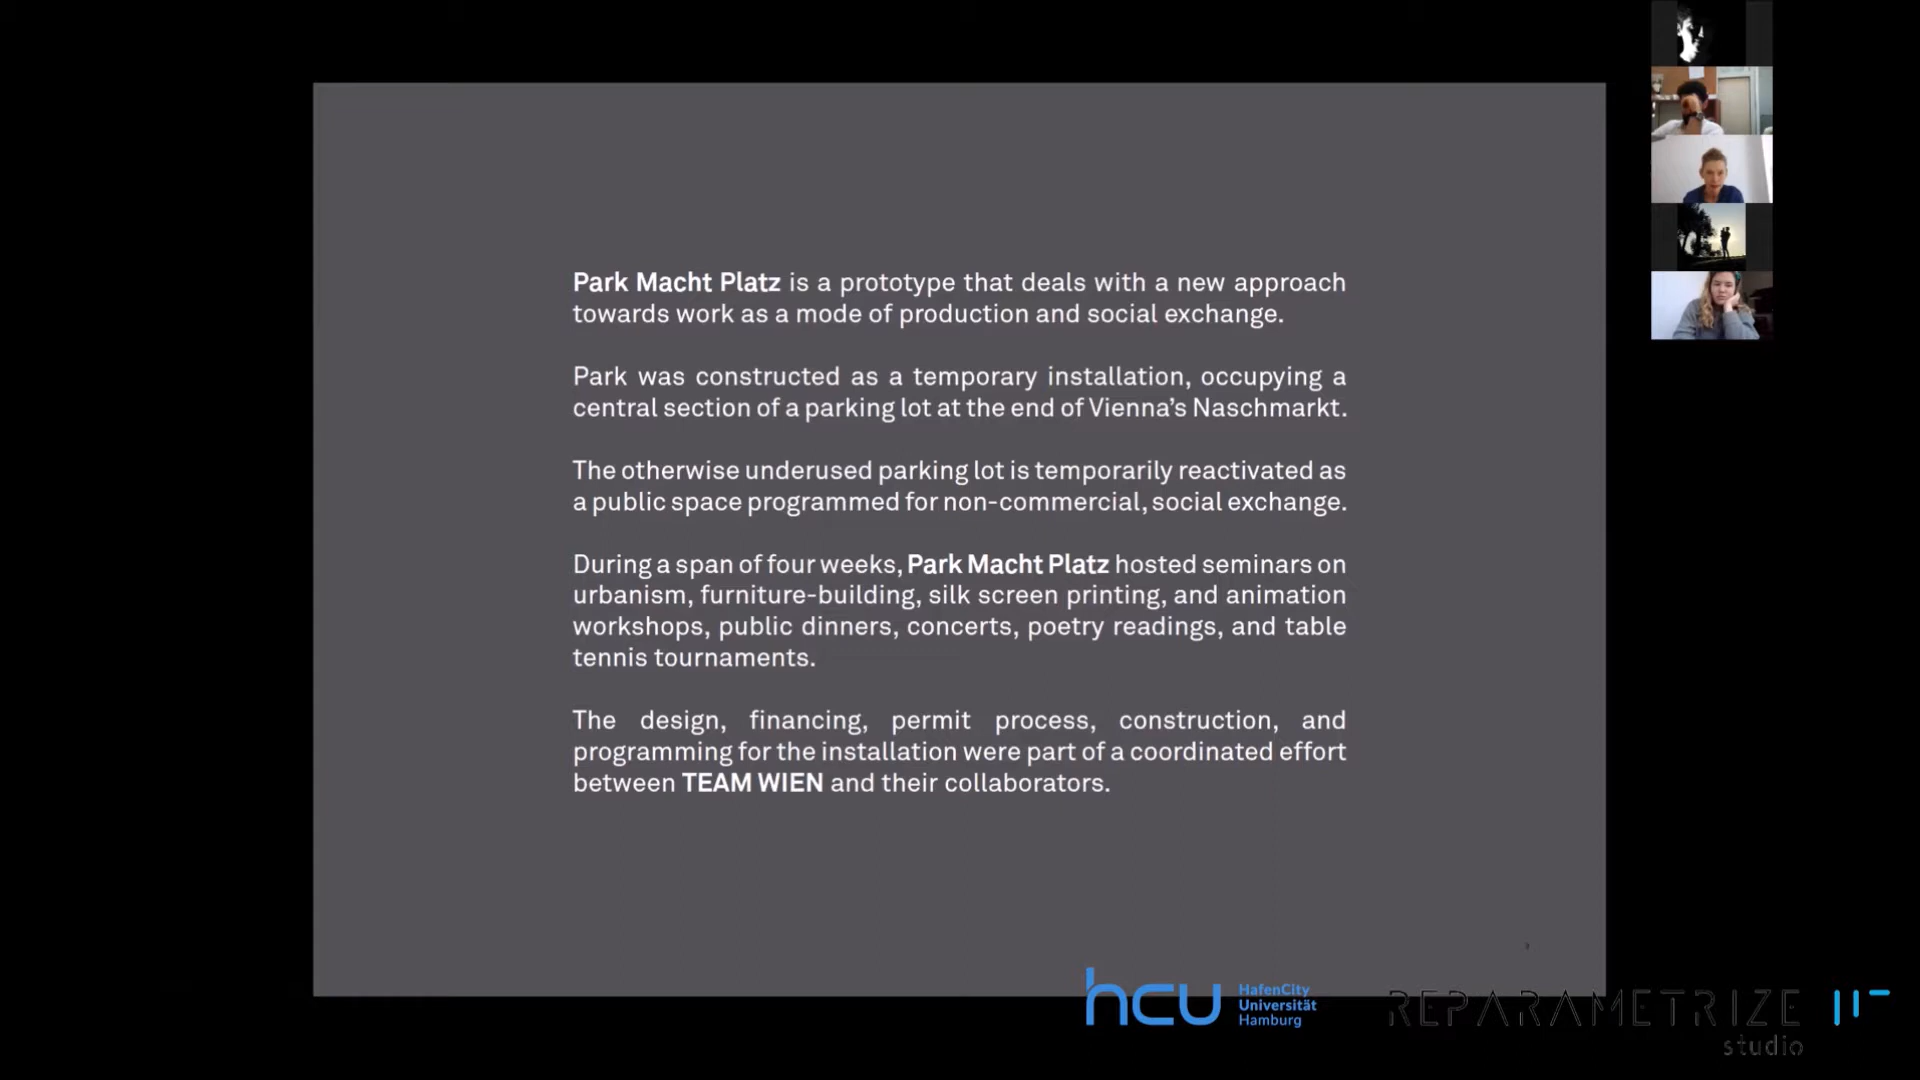 Park Macht Platz is a prototype that deals with a new approach
towards work as a mode of production and social exchange.
Park was constructed as a temporary installation, occupying a
central section of a parking lot at the end of Vienna's Naschmarkt.
The otherwise underused parking lot is temporarily reactivated as
a public space programmed for non-commercial, social exchange.
During a span of four weeks, Park Macht Platz hosted seminars on
urbanism, furniture-building, silk screen printing, and animation
workshops, public dinners, concerts, poetry readings, and table
tennis tournaments.
The design, financing, permit process, construction, and
programming for the installation were part of a coordinated effort
between TEAM WIEN and their collaborators.
hcu
HafenCity
Universität
Hamburg
REPARAMETRIZE
studio